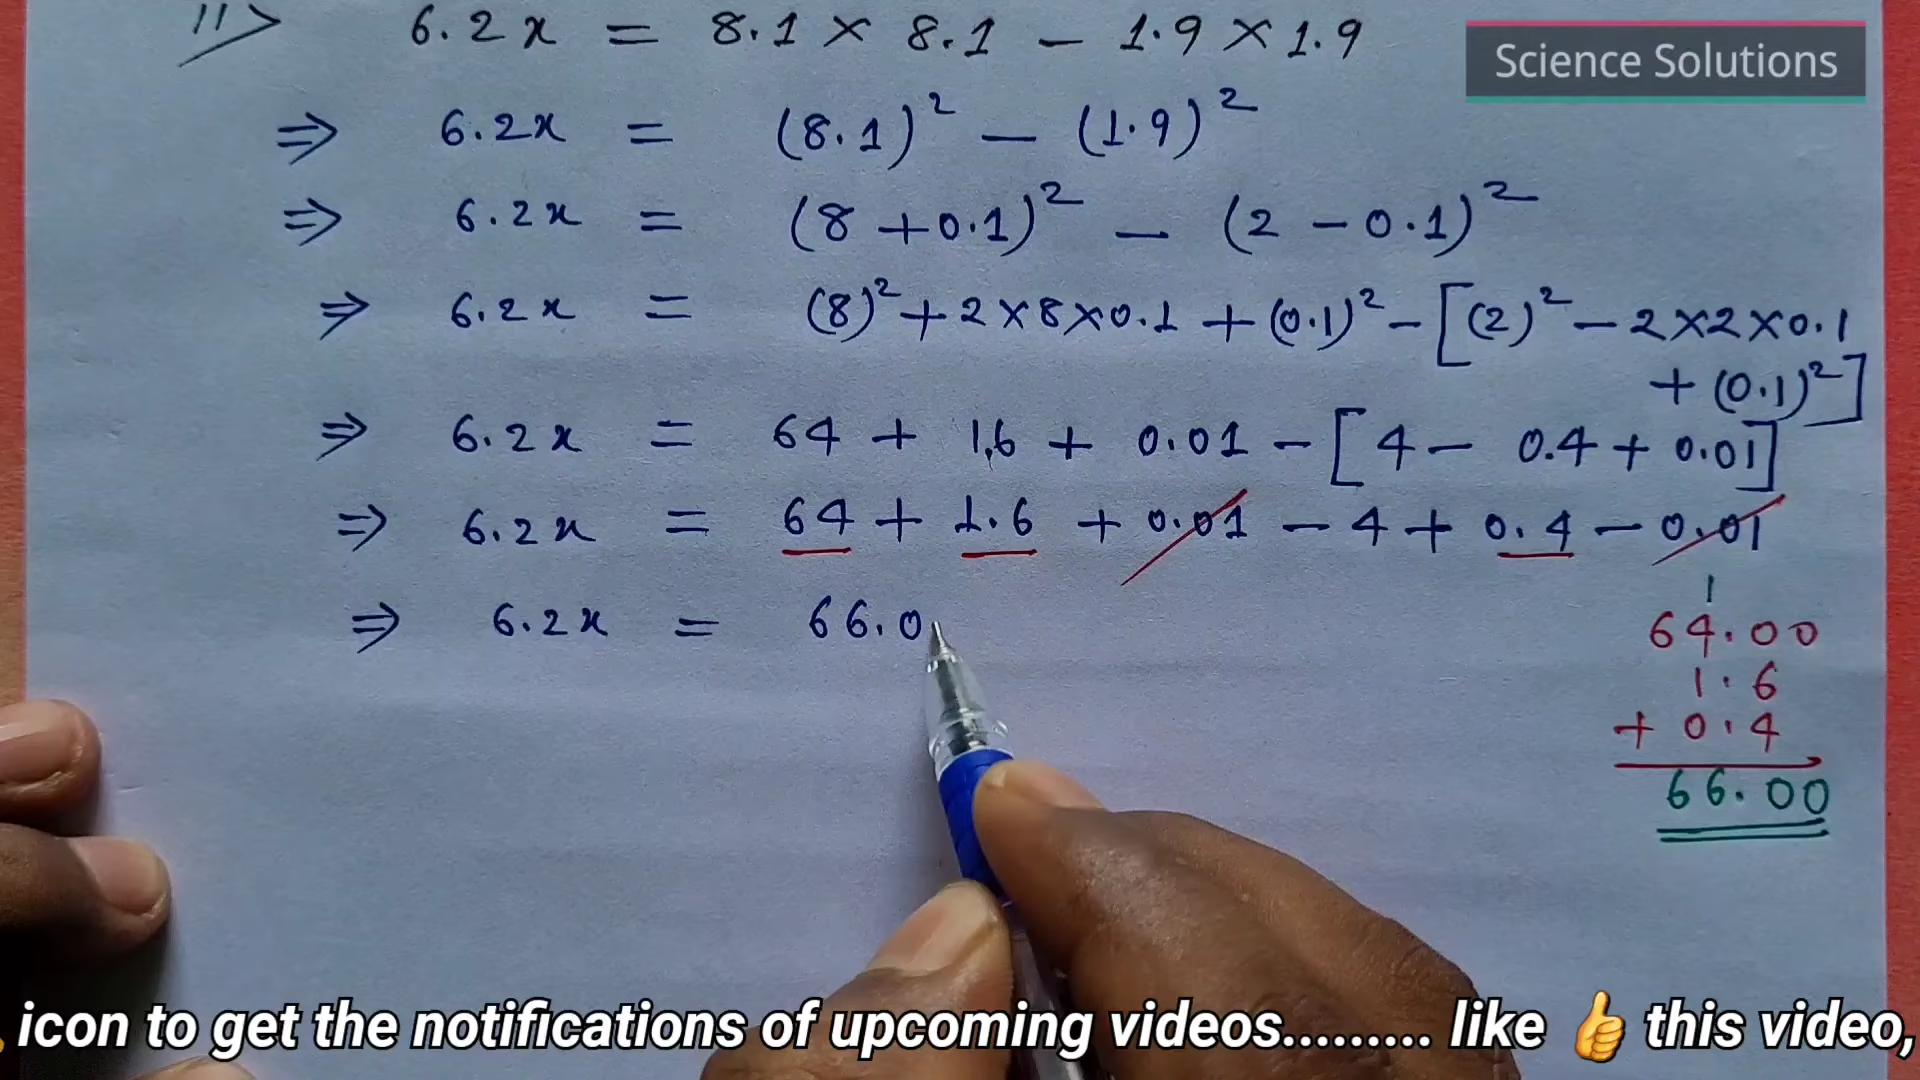 11> 6.2x = 8.1 × 8.1 – 1.9 × 1.9
Science Solutions
⇒ 6.2x = (8.1)² – (1.9)²
⇒ 6.2x = (8 + 0.1)² – (2 – 0.1)²
⇒ 6.2x = (8)² + 2×8×0.1 + (0.1)² – [(2)² – 2×2×0.1
+ (0.1)²]
⇒ 6.2x = 64 + 1.6 + 0.01 – [4 – 0.4 + 0.01]
⇒ 6.2x = 64 + 1.6 + 0.01 – 4 + 0.4 – 0.01
⇒ 6.2x = 66.0
1
64.00
1.6
+ 0.4
66.00
icon to get the notifications of upcoming videos......... like 👍 this video,